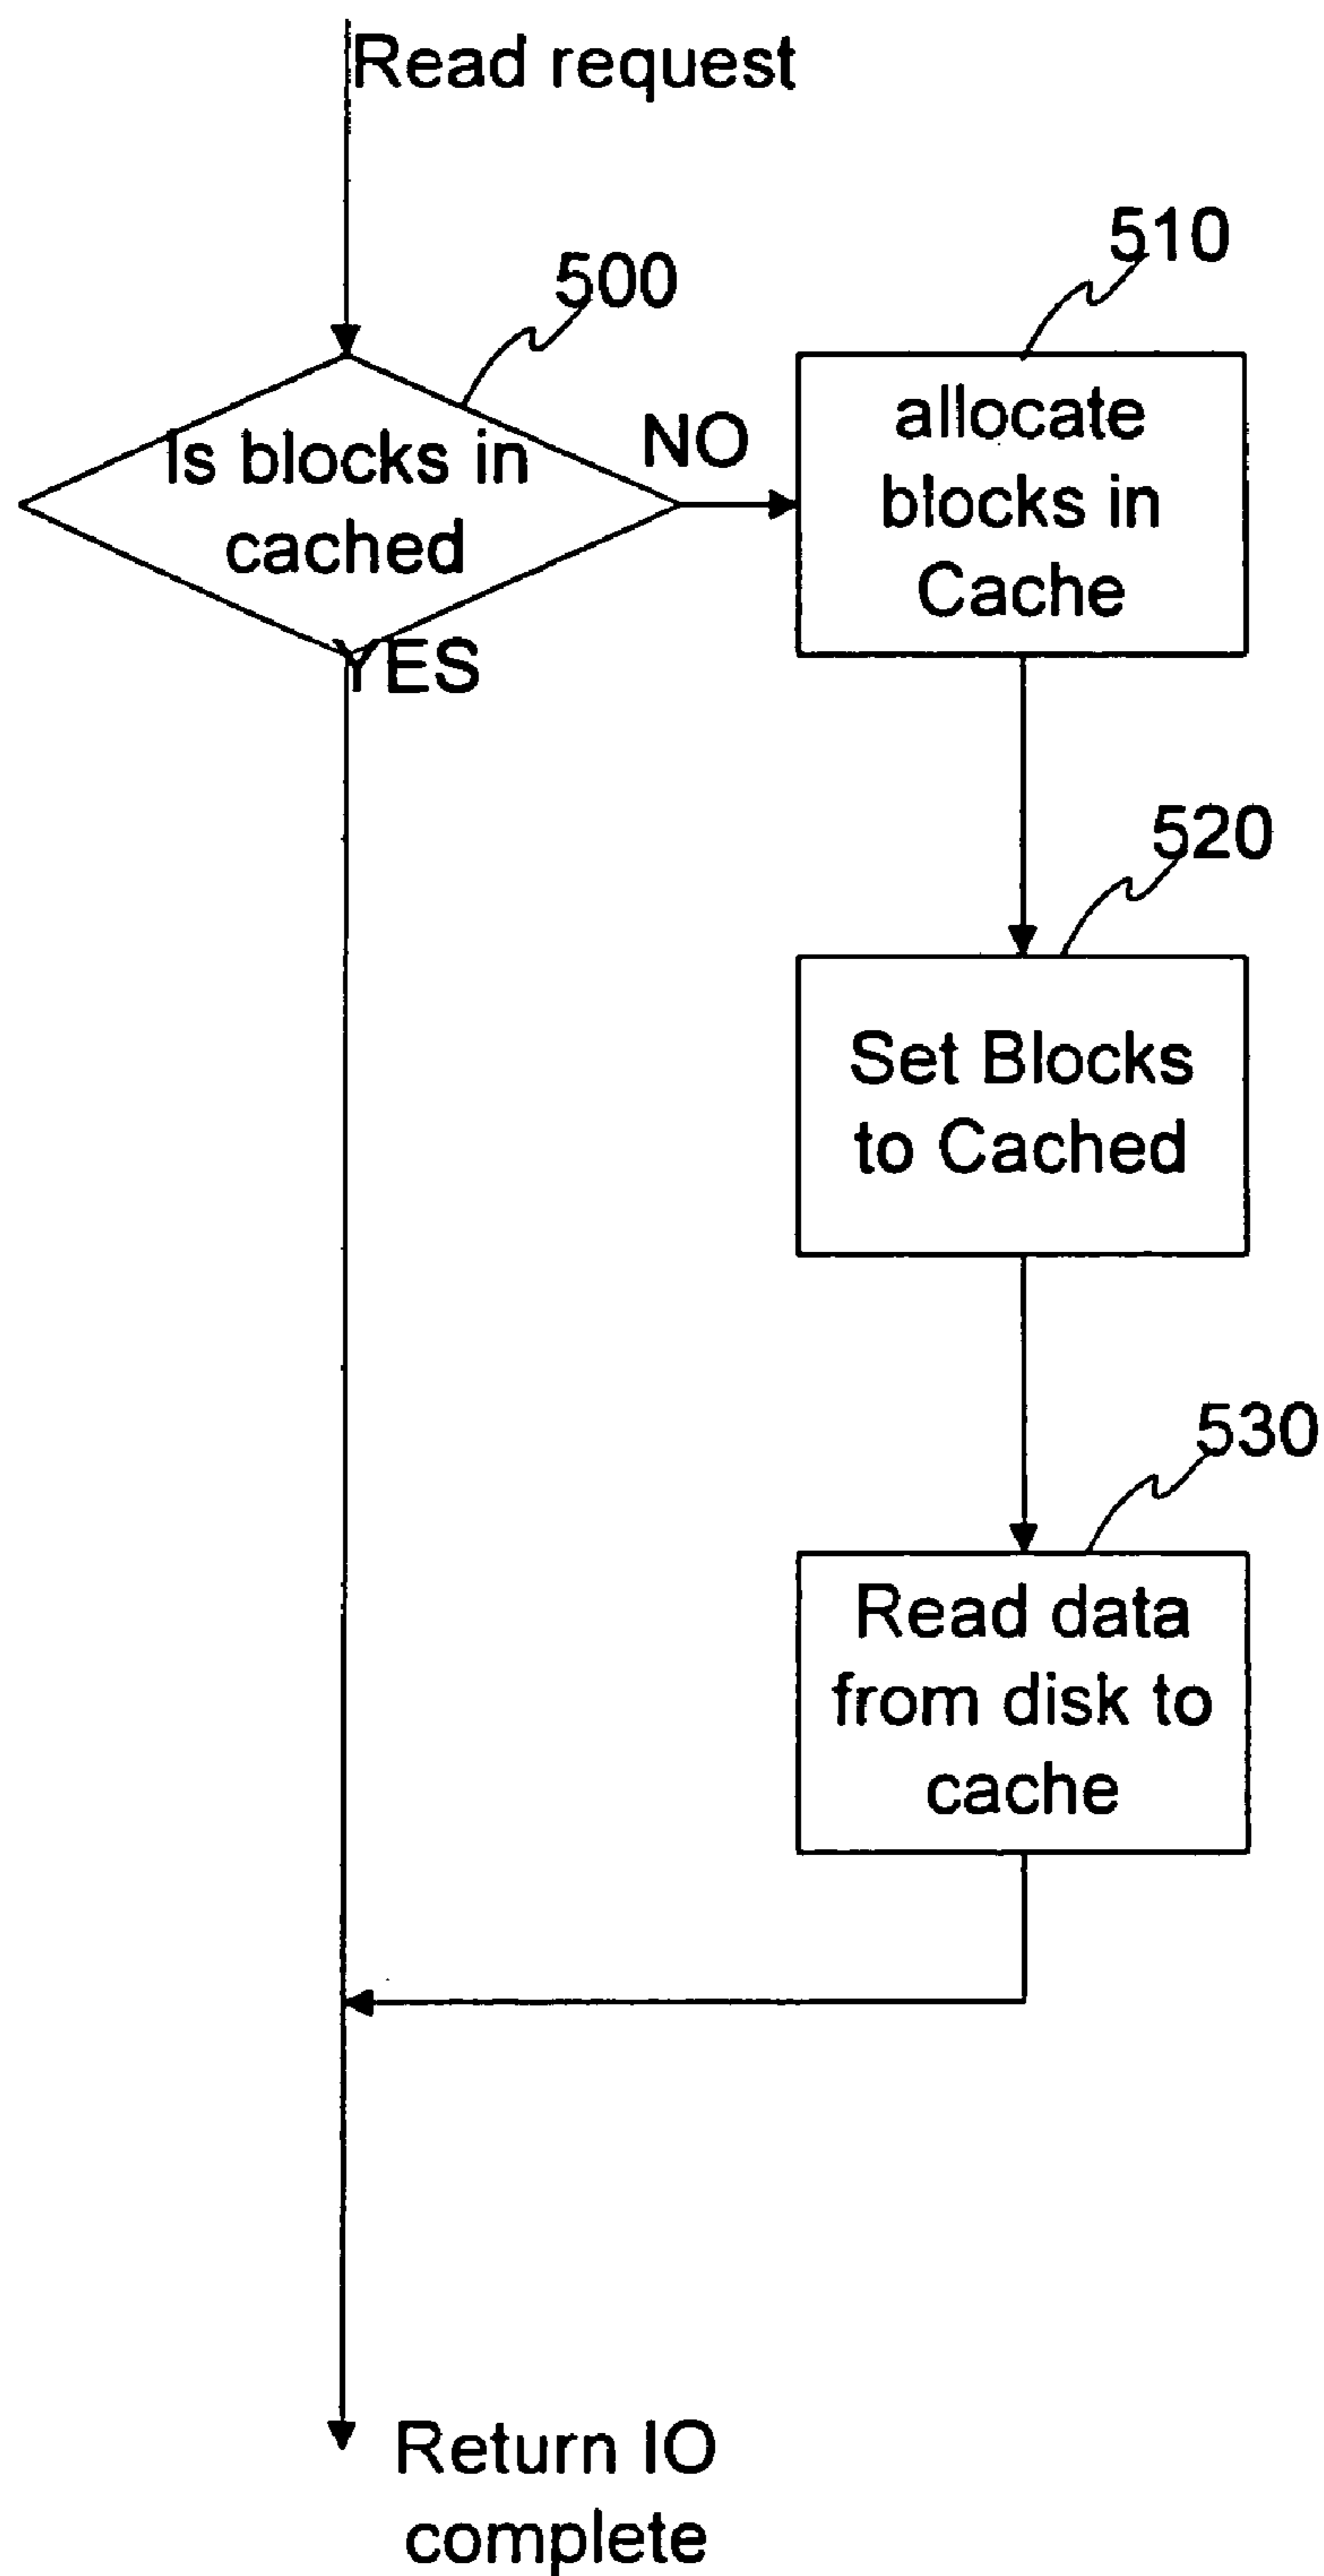 Read request
500
510
Is blocks in
cached
NO
YES
allocate
blocks in
Cache
520
Set Blocks
to Cached
530
Read data
from disk to
cache
Return IO
complete